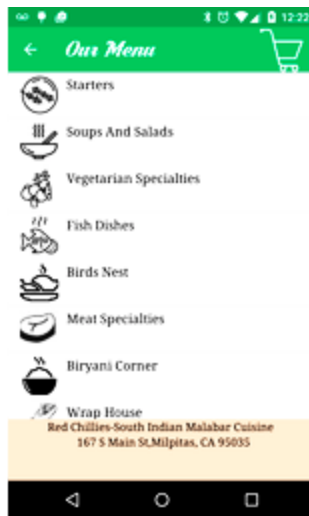 12:22
Our Menu
Starters
Soups And Salads
Vegetarian Specialties
Fish Dishes
Birds Nest
Meat Specialties
Biryani Corner
Wrap House
Red Chillies-South Indian Malabar Cuisine
167 S Main St,Milpitas, CA 95035